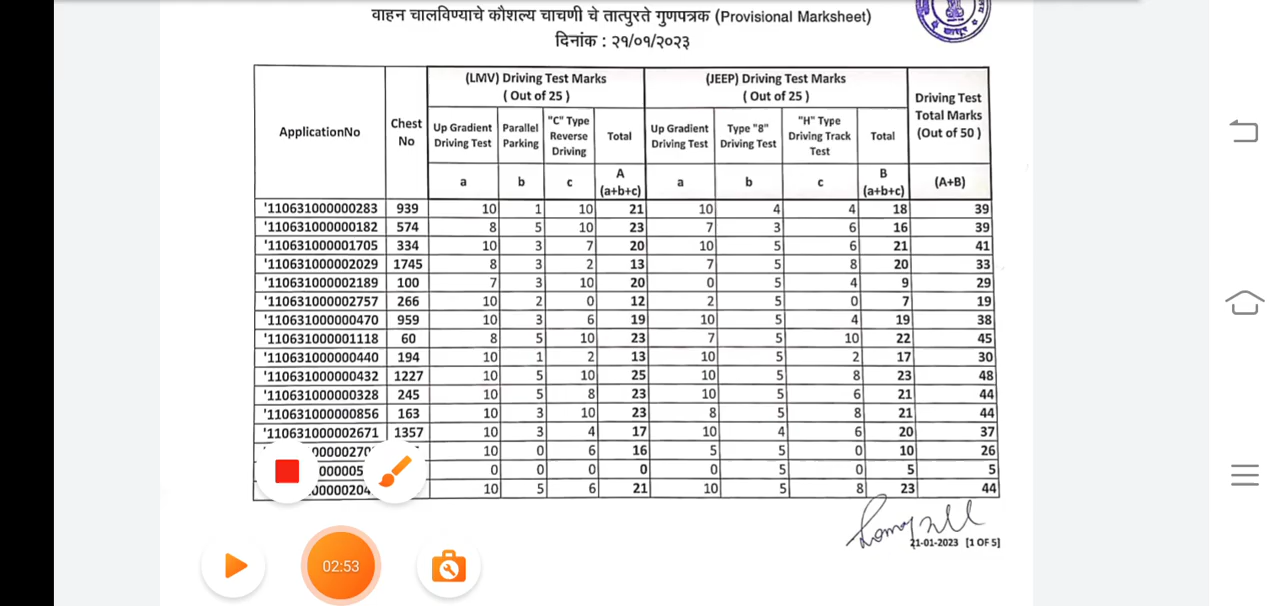 वाहन चालविण्याचे कौशल्य चाचणी चे तात्पुरते गुणपत्रक (Provisional Marksheet)
दिनांक : २१/०१/२०२३
(LMV) Driving Test Marks (JEEP) Driving Test Marks
( Out of 25 ) ( Out of 25 )
ApplicationNo Chest No Up Gradient Driving Test Parallel Parking "C" Type Reverse Driving Total Up Gradient Driving Test Type "8" Driving Test "H" Type Driving Track Test Total Driving Test Total Marks (Out of 50 )
a b c A (a+b+c) a b c B (a+b+c) (A+B)
'110631000000283 939 10 1 10 21 10 4 4 18 39
'110631000000182 574 8 5 10 23 7 3 6 16 39
'110631000001705 334 10 3 7 20 10 5 6 21 41
'110631000002029 1745 8 3 2 13 7 5 8 20 33
'110631000002189 100 7 3 10 20 0 5 4 9 29
'110631000002757 266 10 2 0 12 2 5 0 7 19
'110631000000470 959 10 3 6 19 10 5 4 19 38
'110631000001118 60 8 5 10 23 7 5 10 22 45
'110631000000440 194 10 1 2 13 10 5 2 17 30
'110631000000432 1227 10 5 10 25 10 5 8 23 48
'110631000000328 245 10 5 8 23 10 5 6 21 44
'110631000000856 163 10 3 10 23 8 5 8 21 44
'110631000002671 1357 10 3 4 17 10 4 6 20 37
10 0 6 16 5 5 0 10 26
0 0 0 0 0 5 0 5 5
10 5 6 21 10 5 8 23 44
21-01-2023 [1 OF 5]
02:53